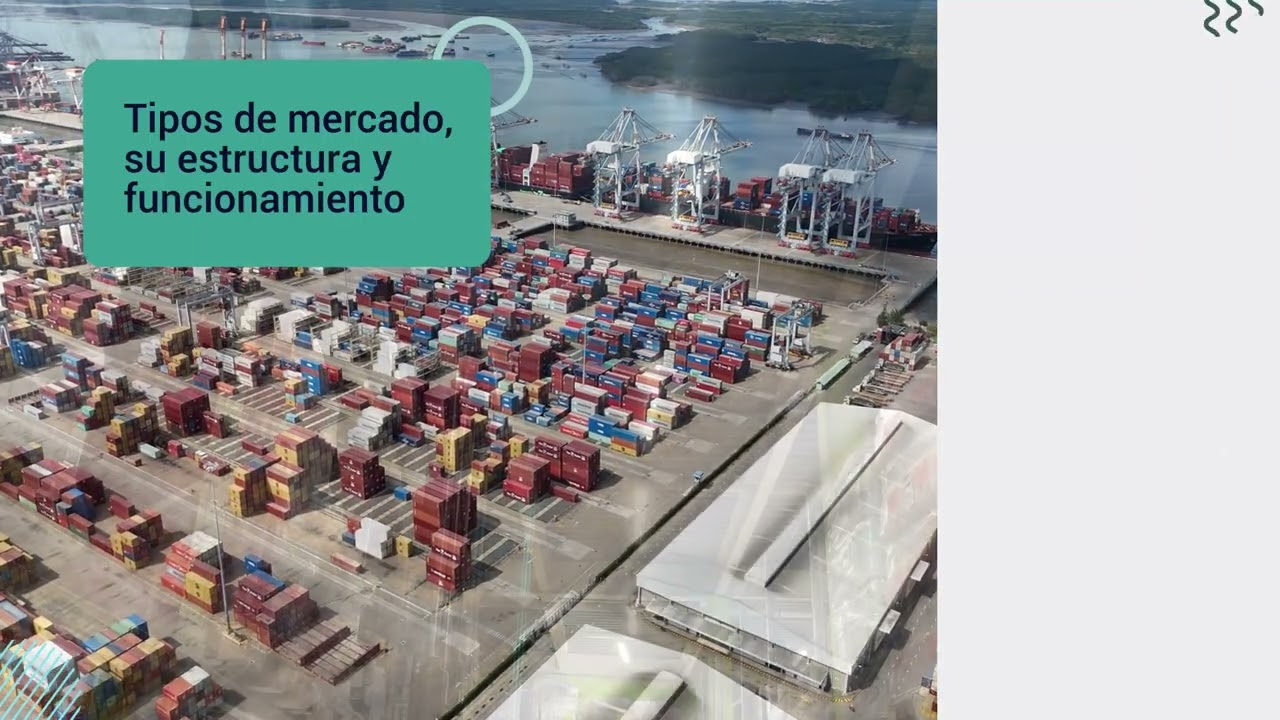 Tipos de mercado,
su estructura y
funcionamiento